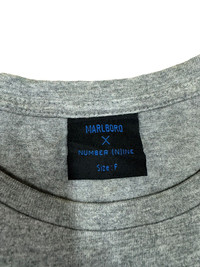 MARLBORO
X
NUMBER (N)INE
Size:F